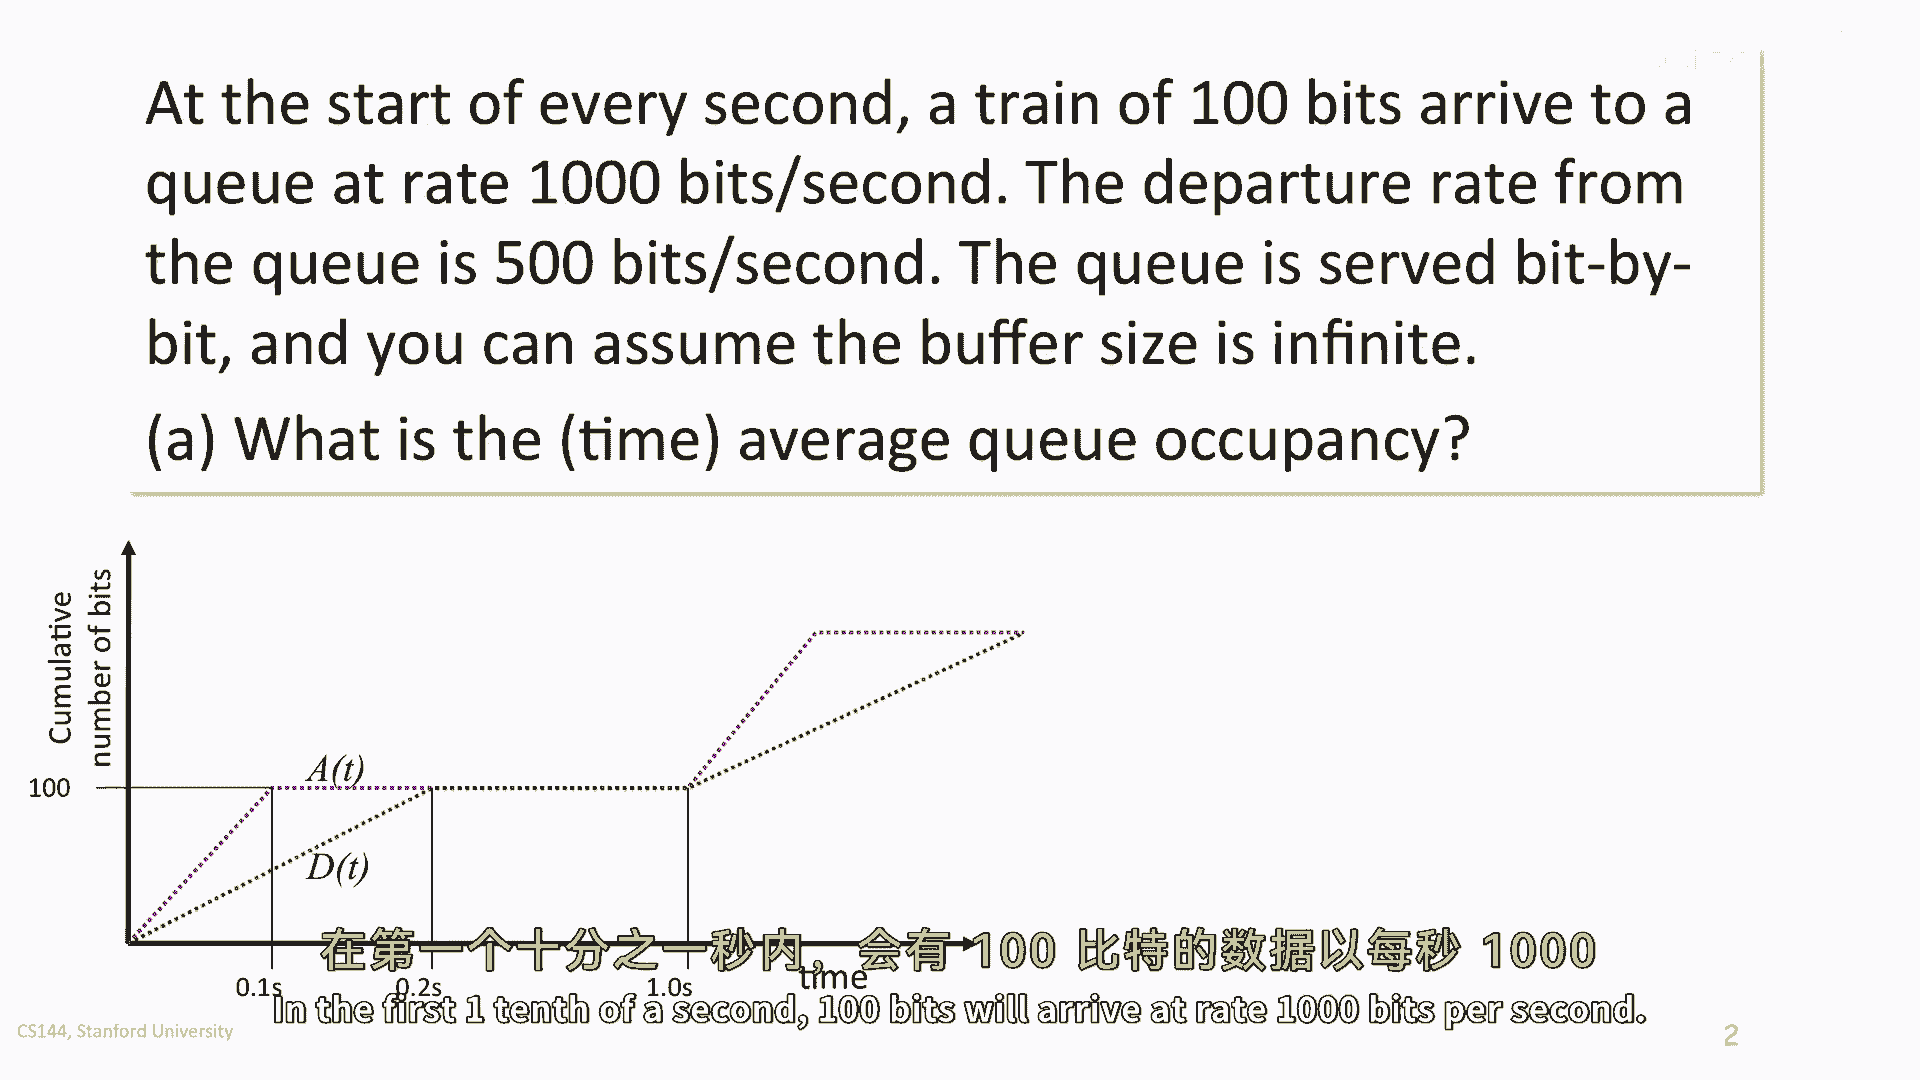 At the start of every second, a train of 100 bits arrive to a
queue at rate 1000 bits/second. The departure rate from
the queue is 500 bits/second. The queue is served bit-by-
bit, and you can assume the buffer size is infinite.
(a) What is the (time) average queue occupancy?
Cumulative
number of bits
A(t)
100
D(t)
在第一个十分之一秒内，会有 100 比特的数据以每秒 1000
time
0.1s
0.2s
1.0s
In the first 1 tenth of a second, 100 bits will arrive at rate 1000 bits per second.
CS144, Stanford University
2